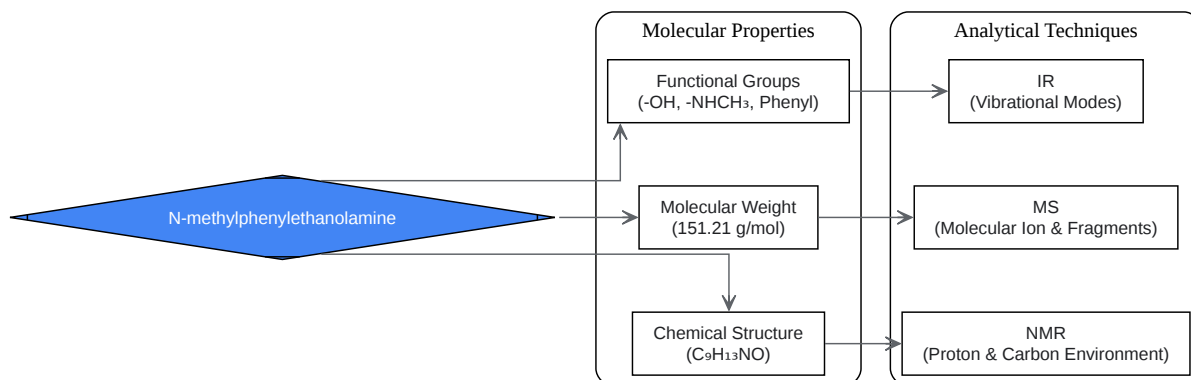 Molecular Properties
Analytical Techniques
Functional Groups
(-OH, -NHCH₃, Phenyl)
IR
(Vibrational Modes)
N-methylphenylethanolamine
Molecular Weight
(151.21 g/mol)
MS
(Molecular Ion & Fragments)
Chemical Structure
(C₉H₁₃NO)
NMR
(Proton & Carbon Environment)